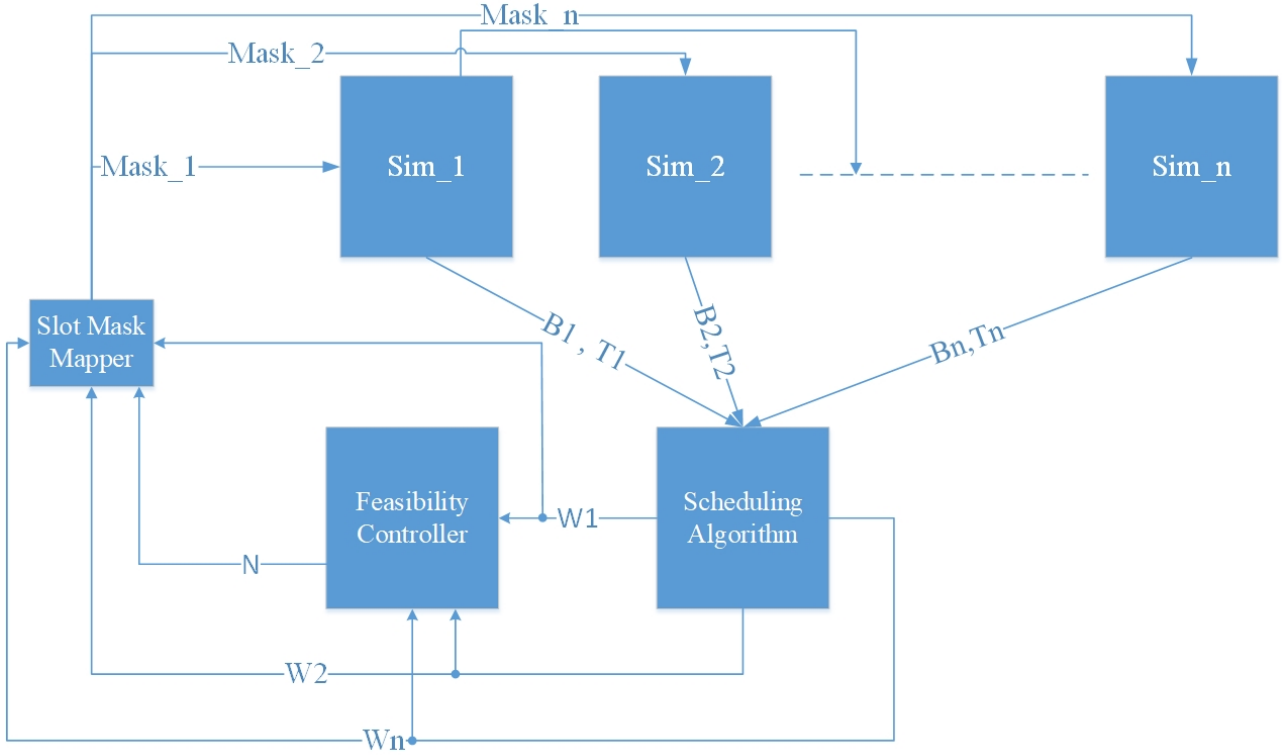 Mask_n
Mask_2
Mask_1
Sim_1
Sim_2
Sim_n
Slot Mask
Mapper
B1 , T1
B2,T2
Bn,Tn
Feasibility
Controller
W1
Scheduling
Algorithm
N
W2
Wn